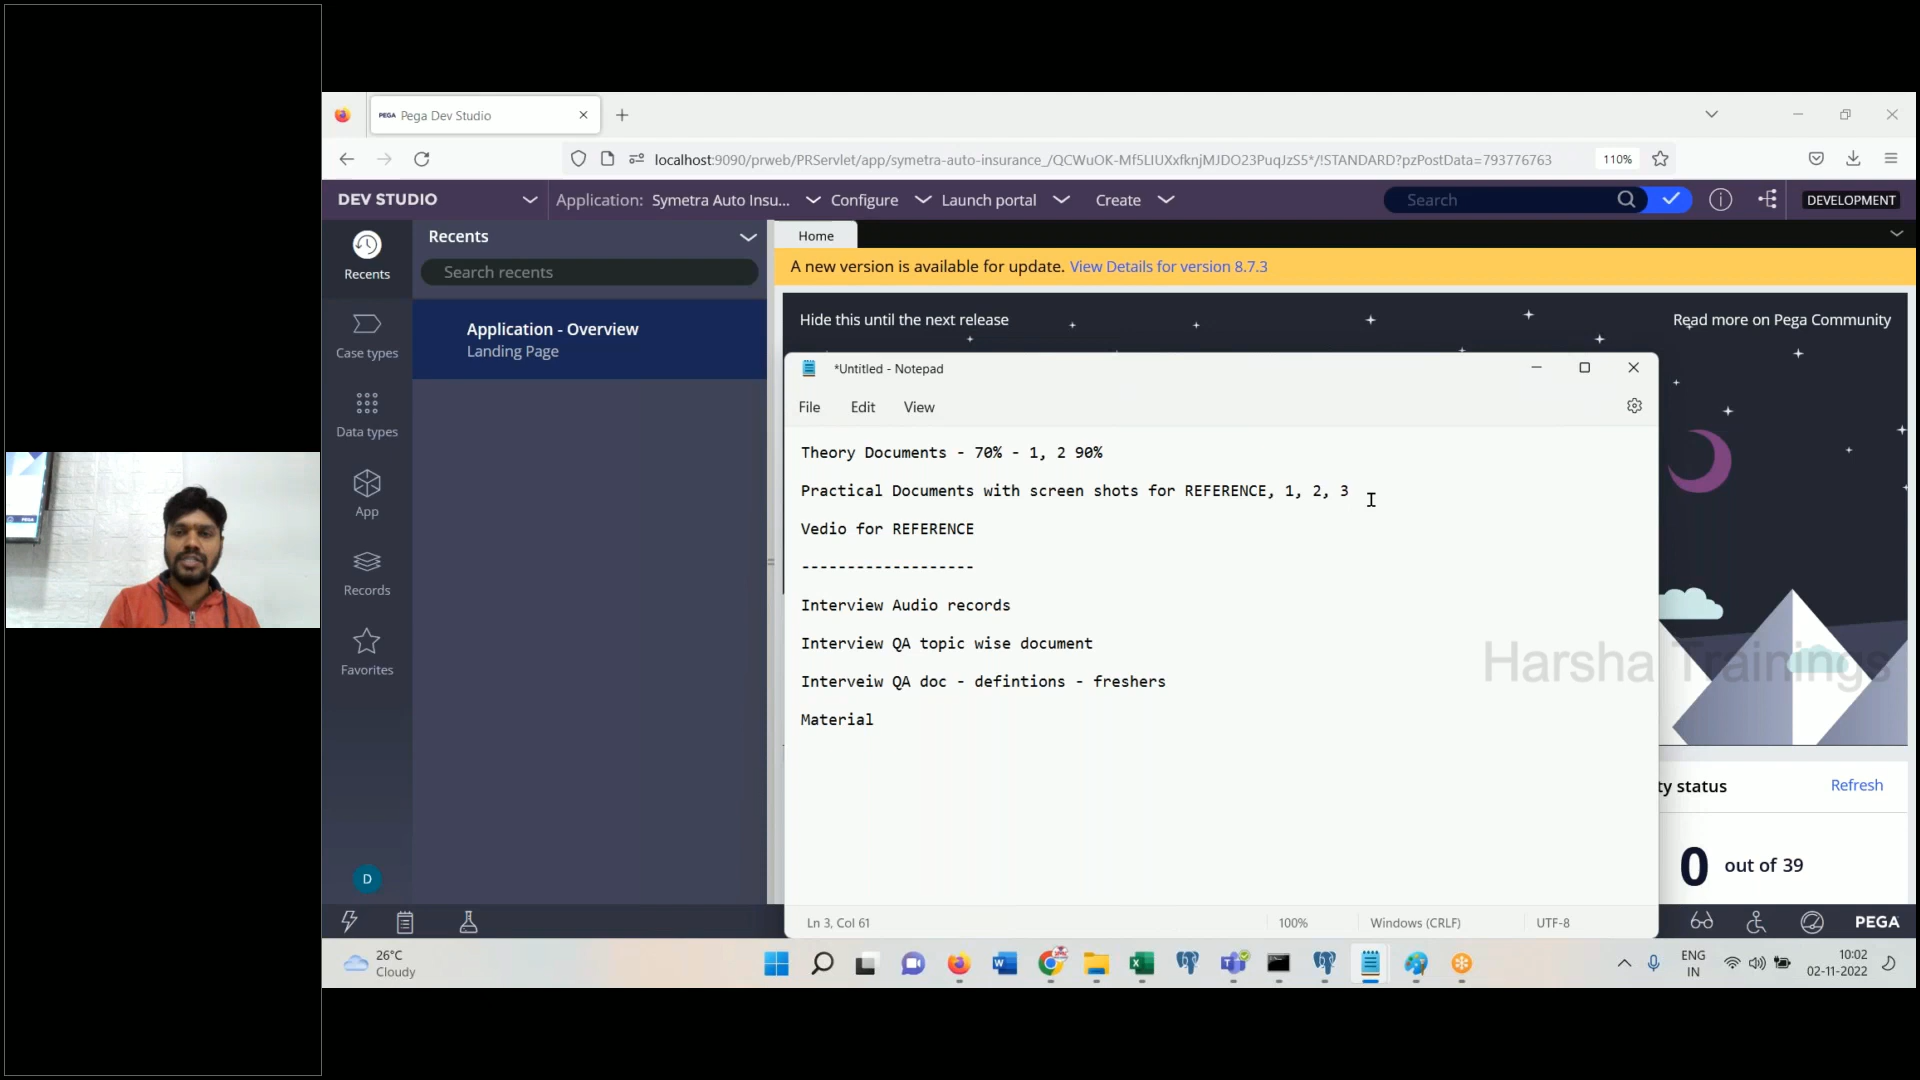 PEGA Pega Dev Studio
localhost:9090/prweb/PRServlet/app/symetra-auto-insurance_/QCWuOK-Mf5LIUXxfknjMJDO23PuqJzS5*/!STANDARD?pzPostData=793776763 110%
DEV STUDIO Application: Symetra Auto Insu... Configure Launch portal Create Search DEVELOPMENT
Recents
Search recents
Application - Overview
Landing Page
Recents
Case types
Data types
App
Records
Favorites
D
Home
A new version is available for update. View Details for version 8.7.3
Hide this until the next release Read more on Pega Community
*Untitled - Notepad
File Edit View
Theory Documents - 70% - 1, 2 90%
Practical Documents with screen shots for REFERENCE, 1, 2, 3
Vedio for REFERENCE
-------------------
Interview Audio records
Interview QA topic wise document
Interveiw QA doc - defintions - freshers
Material
Harsha Trainings
Ln 3, Col 61 100% Windows (CRLF) UTF-8
ty status Refresh
0 out of 39
PEGA
26°C
Cloudy
ENG
IN
10:02
02-11-2022